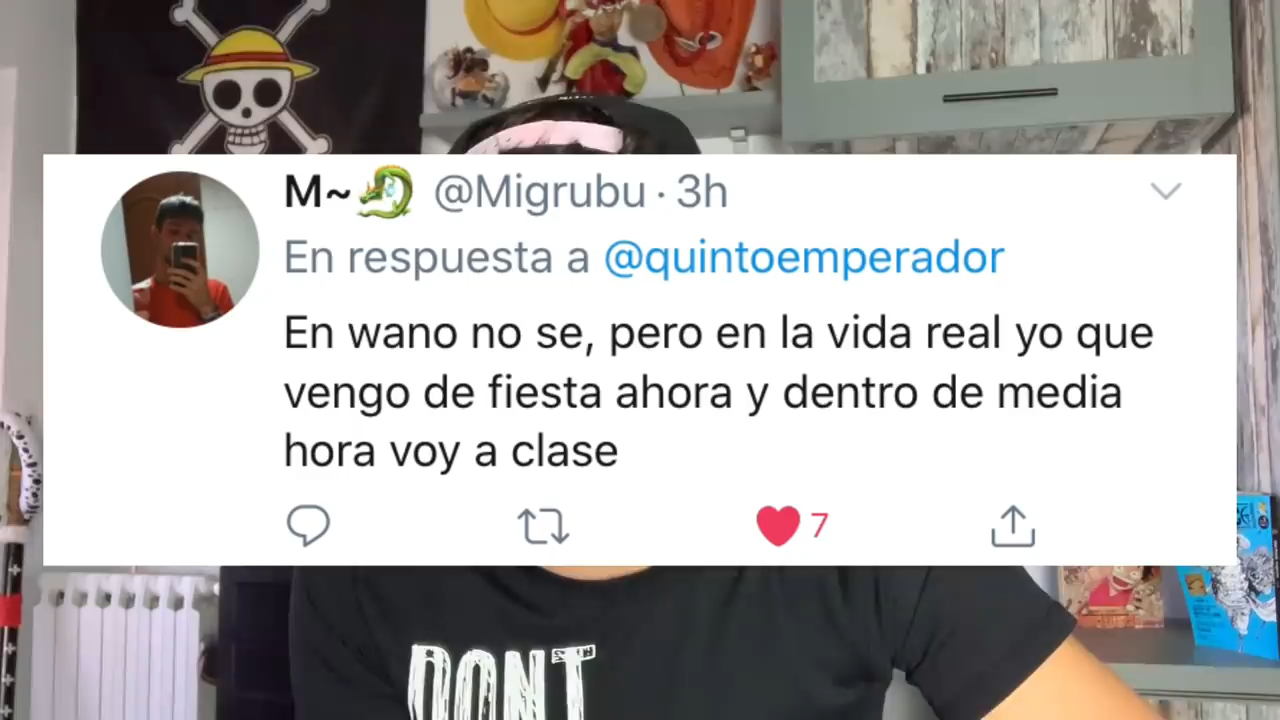 M~🐉 @Migrubu · 3h
En respuesta a @quintoemperador
En wano no se, pero en la vida real yo que
vengo de fiesta ahora y dentro de media
hora voy a clase
7
DONT